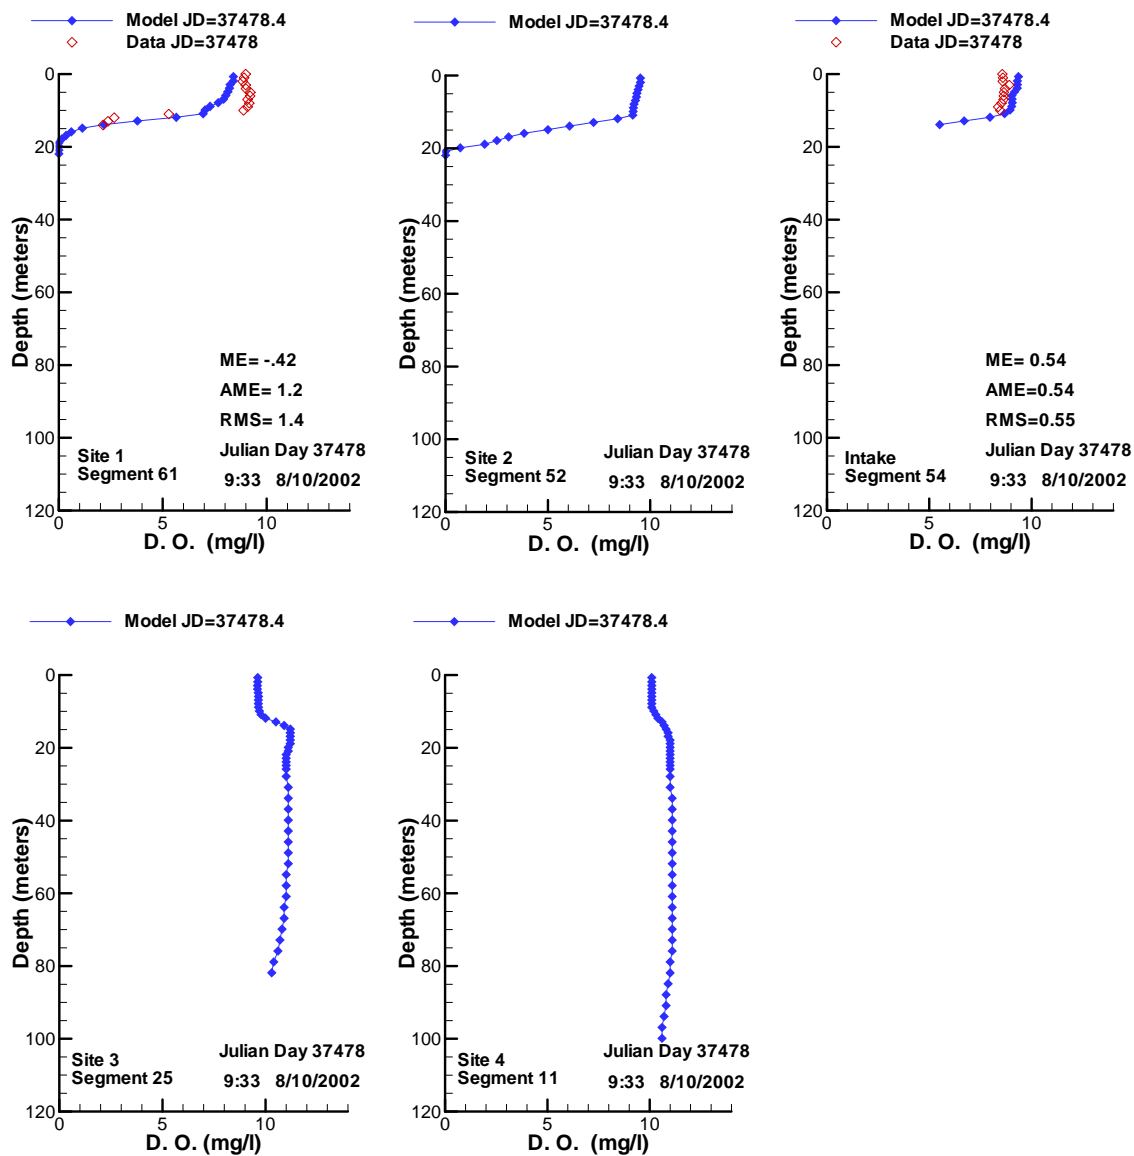 Model JD=37478.4
Data JD=37478
0
20
40
60
80
100
120
Depth (meters)
ME= -.42
AME= 1.2
RMS= 1.4
Site 1
Segment 61
Julian Day 37478
9:33 8/10/2002
0 5 10
D. O. (mg/l)
Model JD=37478.4
0
20
40
60
80
100
120
Depth (meters)
Site 2
Segment 52
Julian Day 37478
9:33 8/10/2002
0 5 10
D. O. (mg/l)
Model JD=37478.4
Data JD=37478
0
20
40
60
80
100
120
Depth (meters)
ME= 0.54
AME=0.54
RMS=0.55
Intake
Segment 54
Julian Day 37478
9:33 8/10/2002
0 5 10
D. O. (mg/l)
Model JD=37478.4
0
20
40
60
80
100
120
Depth (meters)
Site 3
Segment 25
Julian Day 37478
9:33 8/10/2002
0 5 10
D. O. (mg/l)
Model JD=37478.4
0
20
40
60
80
100
120
Depth (meters)
Site 4
Segment 11
Julian Day 37478
9:33 8/10/2002
0 5 10
D. O. (mg/l)